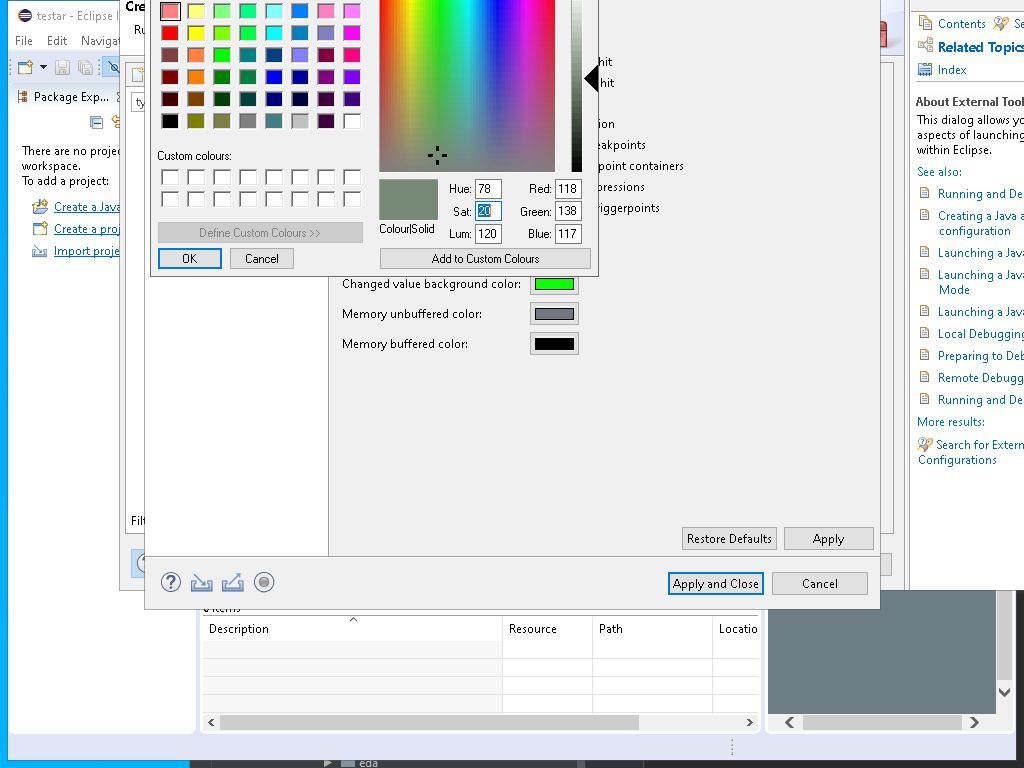 testar - Eclipse I
File Edit Navigat
Package Exp...
There are no proje
workspace.
To add a project:
Create a Java
Create a proj
Import proje
Cre
Ru
ty
Filt
Custom colours:
Define Custom Colours >>
OK
Cancel
Hue: 78
Red: 118
Sat: 20
Green: 138
Colour|Solid
Lum: 120
Blue: 117
Add to Custom Colours
hit
hit
ion
eakpoints
point containers
pressions
riggerpoints
Changed value background color:
Memory unbuffered color:
Memory buffered color:
Restore Defaults
Apply
Apply and Close
Cancel
Contents
Se
Related Topics
Index
About External Tool
This dialog allows yo
aspects of launching
within Eclipse.
See also:
Running and De
Creating a Java a
configuration
Launching a Java
Launching a Java
Mode
Launching a Java
Local Debugging
Preparing to Deb
Remote Debugg
Running and De
More results:
Search for Extern
Configurations
items
Description
Resource
Path
Locatio
eda